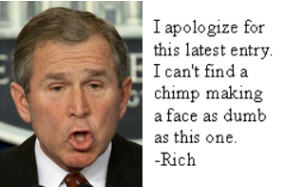 I apologize for
this latest entry.
I can't find a
chimp making
a face as dumb
as this one.
-Rich